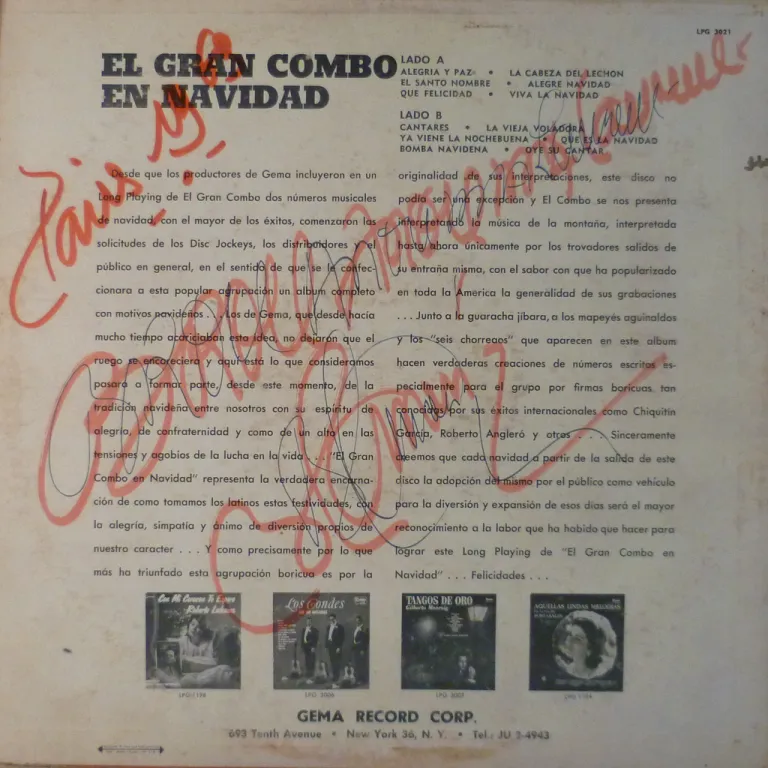 LPG 3021
EL GRAN COMBO
EN NAVIDAD
LADO A
ALEGRIA Y PAZ • LA CABEZA DEL LECHON
EL SANTO NOMBRE • ALEGRE NAVIDAD
QUE FELICIDAD • VIVA LA NAVIDAD
LADO B
CANTARES • LA VIEJA VOLADORA
YA VIENE LA NOCHEBUENA • QUE ES LA NAVIDAD
BOMBA NAVIDENA • OYE SU CANTAR
Desde que los productores de Gema incluyeron en un
Long Playing de El Gran Combo dos números musicales
de navidad, con el mayor de los éxitos, comenzaron las
solicitudes de los Disc Jockeys, los distribuidores y el
público en general, en el sentido de que se le confec-
cionara a esta popular agrupación un album completo
con motivos navideños . . . Los de Gema, que desde hacía
mucho tiempo acariciaban esta idea, no dejaron que el
ruego se encareciera y aquí está lo que consideramos
pasará a formar parte, desde este momento, de la
tradición navideña entre nosotros con su espíritu de
alegría, de confraternidad y como de un alto en las
tensiones y agobios de la lucha en la vida . . . "El Gran
Combo en Navidad" representa la verdadera encarna-
ción de como tomamos los latinos estas festividades, con
la alegría, simpatía y ánimo de diversión propios de
nuestro caracter . . . Y como precisamente por lo que
más ha triunfado esta agrupación boricua es por la
originalidad de sus interpretaciones, este disco no
podía ser una excepción y El Combo se nos presenta
interpretando la música de la montaña, interpretada
hasta ahora únicamente por los trovadores salidos de
su entraña misma, con el sabor con que ha popularizado
en toda la América la generalidad de sus grabaciones
. . . Junto a la guaracha jíbara, a los mapeyés aguinaldos
y los "seis chorreaos" que aparecen en este album
hacen verdaderas creaciones de números escritos es-
pecialmente para el grupo por firmas boricuas tan
conocidas por sus éxitos internacionales como Chiquitín
García, Roberto Angleró y otros . . . Sinceramente
creemos que cada navidad a partir de la salida de este
disco la adopción del mismo por el público como vehículo
para la diversión y expansión de esos días será el mayor
reconocimiento a la labor que ha habido que hacer para
lograr este Long Playing de "El Gran Combo en
Navidad" . . . Felicidades . . .
Roberto Ledesma
Los Condes
TANGOS DE ORO
AQUELLAS LINDAS MELODIAS
LPG 1156
LPG 3006
LPG 3007
GEMA RECORD CORP.
693 Tenth Avenue • New York 36, N. Y. • Tel.: JU 2-4943